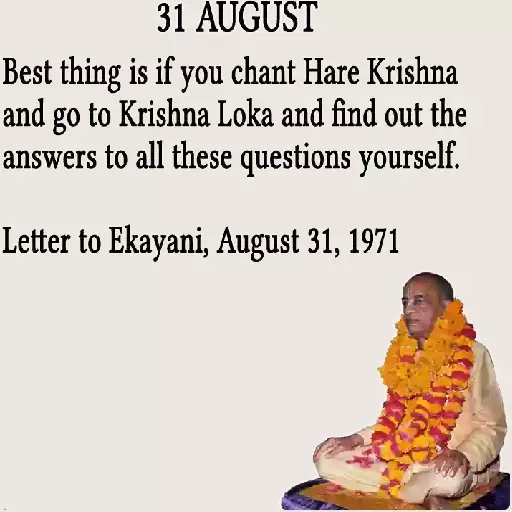 31 AUGUST
Best thing is if you chant Hare Krishna
and go to Krishna Loka and find out the
answers to all these questions yourself.
Letter to Ekayani, August 31, 1971